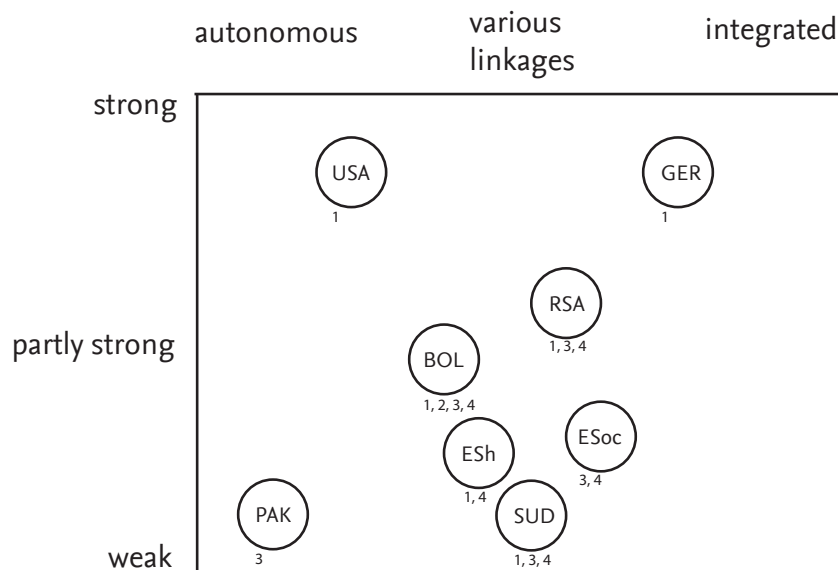 autonomous
various
linkages
integrated
strong
USA
1
GER
1
RSA
1, 3, 4
partly strong
BOL
1, 2, 3, 4
ESoc
3, 4
ESh
1, 4
PAK
3
SUD
1, 3, 4
weak